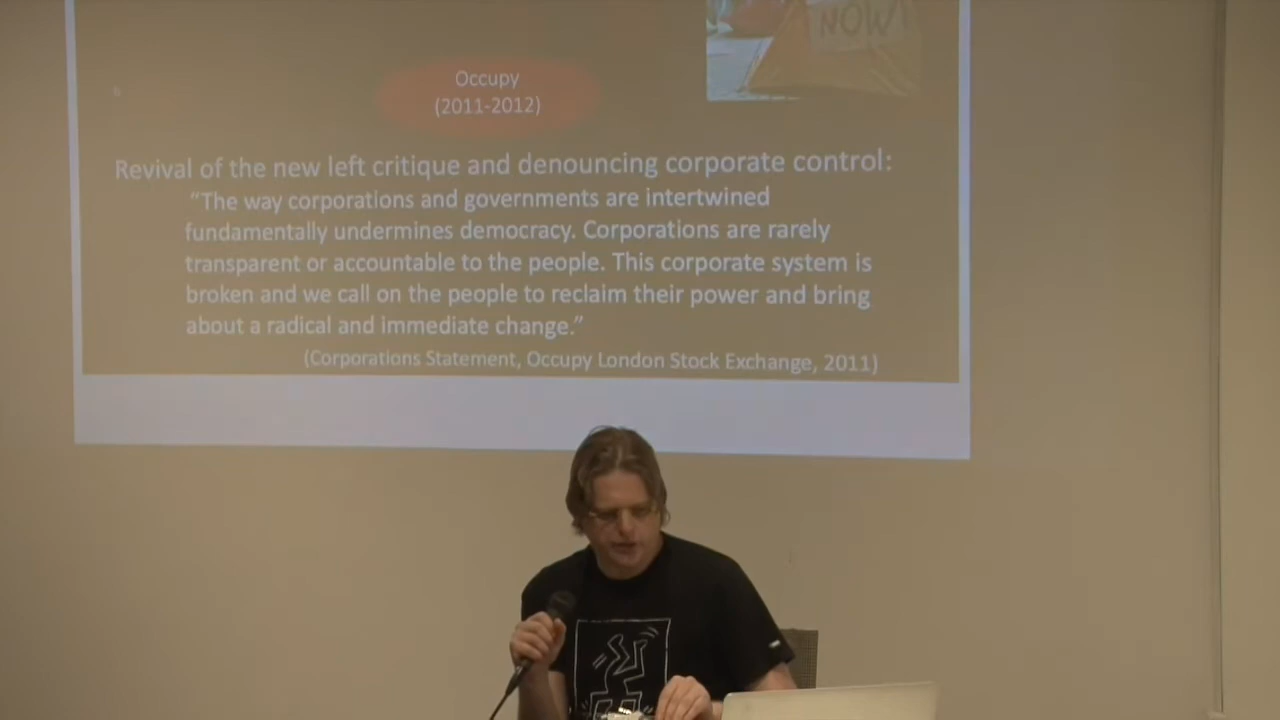 NOW!
Occupy
(2011-2012)
Revival of the new left critique and denouncing corporate control:
“The way corporations and governments are intertwined
fundamentally undermines democracy. Corporations are rarely
transparent or accountable to the people. This corporate system is
broken and we call on the people to reclaim their power and bring
about a radical and immediate change.”
(Corporations Statement, Occupy London Stock Exchange, 2011)